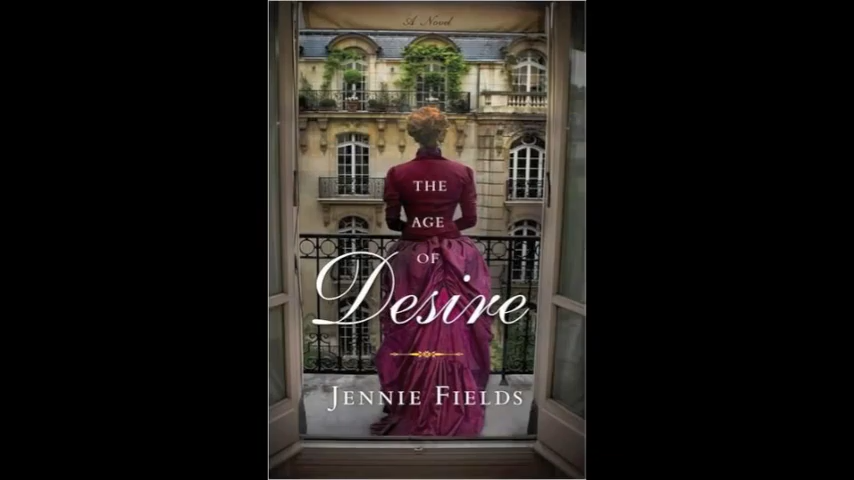 A Novel
THE
AGE
OF
Desire
JENNIE FIELDS